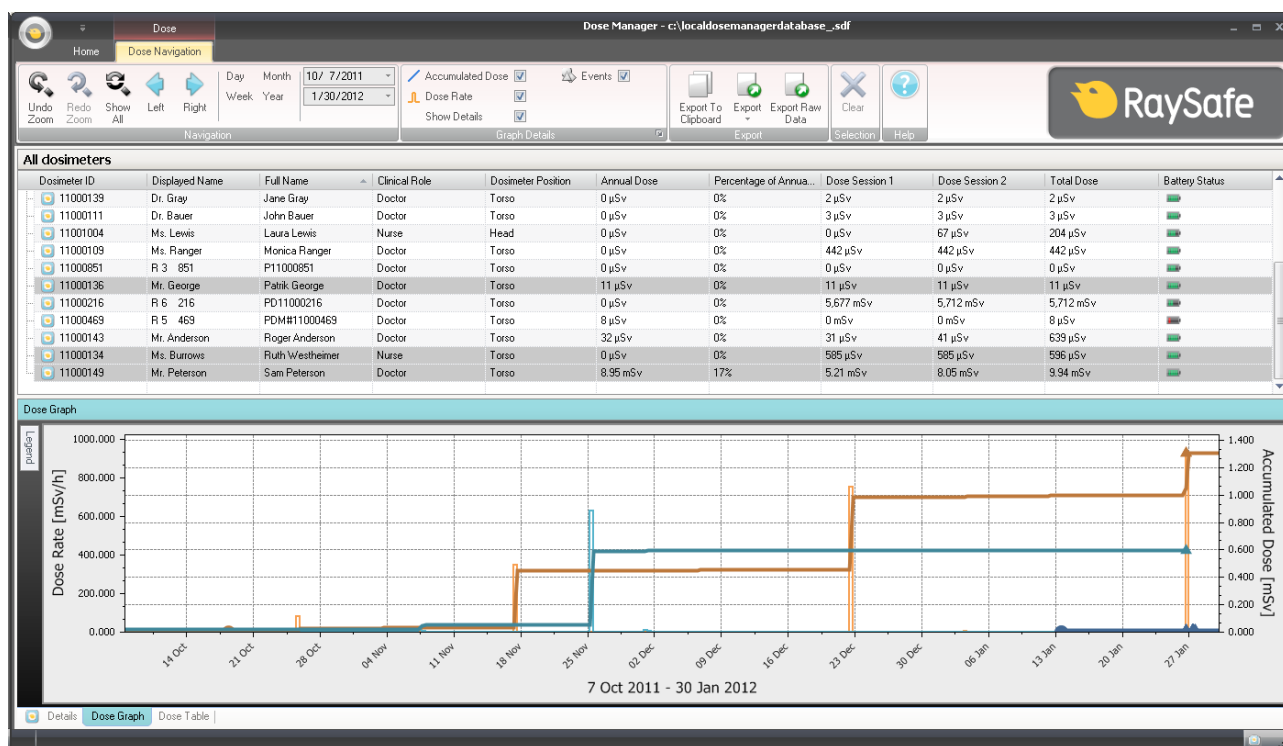 Dose
Dose Manager - c:\localdosemanagerdatabase_.sdf
Home Dose Navigation
Undo Zoom
Redo Zoom
Show All
Left
Right
Day Month 10/ 7/2011
Week Year 1/30/2012
Navigation
Accumulated Dose Events
Dose Rate
Show Details
Graph Details
Export To Clipboard
Export
Export Raw Data
Export
Clear
Selection
Help
RaySafe
All dosimeters
Dosimeter ID Displayed Name Full Name Clinical Role Dosimeter Position Annual Dose Percentage of Annua... Dose Session 1 Dose Session 2 Total Dose Battery Status
11000139 Dr. Gray Jane Gray Doctor Torso 0 µSv 0% 2 µSv 2 µSv 2 µSv
11000111 Dr. Bauer John Bauer Doctor Torso 0 µSv 0% 3 µSv 3 µSv 3 µSv
11001004 Ms. Lewis Laura Lewis Nurse Head 0 µSv 0% 0 µSv 67 µSv 204 µSv
11000109 Ms. Ranger Monica Ranger Doctor Torso 0 µSv 0% 442 µSv 442 µSv 442 µSv
11000851 R 3 851 P11000851 Doctor Torso 0 µSv 0% 0 µSv 0 µSv 0 µSv
11000136 Mr. George Patrik George Doctor Torso 11 µSv 0% 11 µSv 11 µSv 11 µSv
11000216 R 6 216 PD11000216 Doctor Torso 0 µSv 0% 5,677 mSv 5,712 mSv 5,712 mSv
11000469 R 5 469 PDM#11000469 Doctor Torso 8 µSv 0% 0 mSv 0 mSv 8 µSv
11000143 Mr. Anderson Roger Anderson Doctor Torso 32 µSv 0% 31 µSv 41 µSv 639 µSv
11000134 Ms. Burrows Ruth Westheimer Nurse Torso 0 µSv 0% 585 µSv 585 µSv 596 µSv
11000149 Mr. Peterson Sam Peterson Doctor Torso 8.95 mSv 17% 5.21 mSv 8.05 mSv 9.94 mSv
Dose Graph
Legend
Dose Rate [mSv/h]
1000.000
800.000
600.000
400.000
200.000
0.000
1.400
1.200
1.000
0.800
0.600
0.400
0.200
0.000
Accumulated Dose [mSv]
14 Oct 21 Oct 28 Oct 04 Nov 11 Nov 18 Nov 25 Nov 02 Dec 09 Dec 16 Dec 23 Dec 30 Dec 06 Jan 13 Jan 20 Jan 27 Jan
7 Oct 2011 - 30 Jan 2012
Details Dose Graph Dose Table